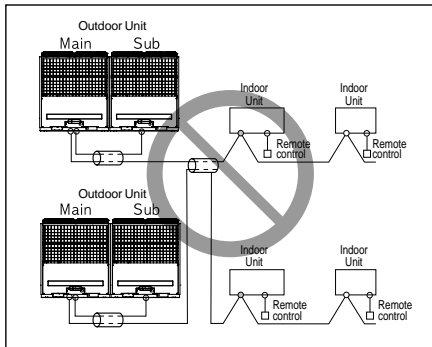 Outdoor Unit
Main Sub
Indoor
Unit
Remote
control
Indoor
Unit
Remote
control
Outdoor Unit
Main Sub
Indoor
Unit
Remote
control
Indoor
Unit
Remote
control